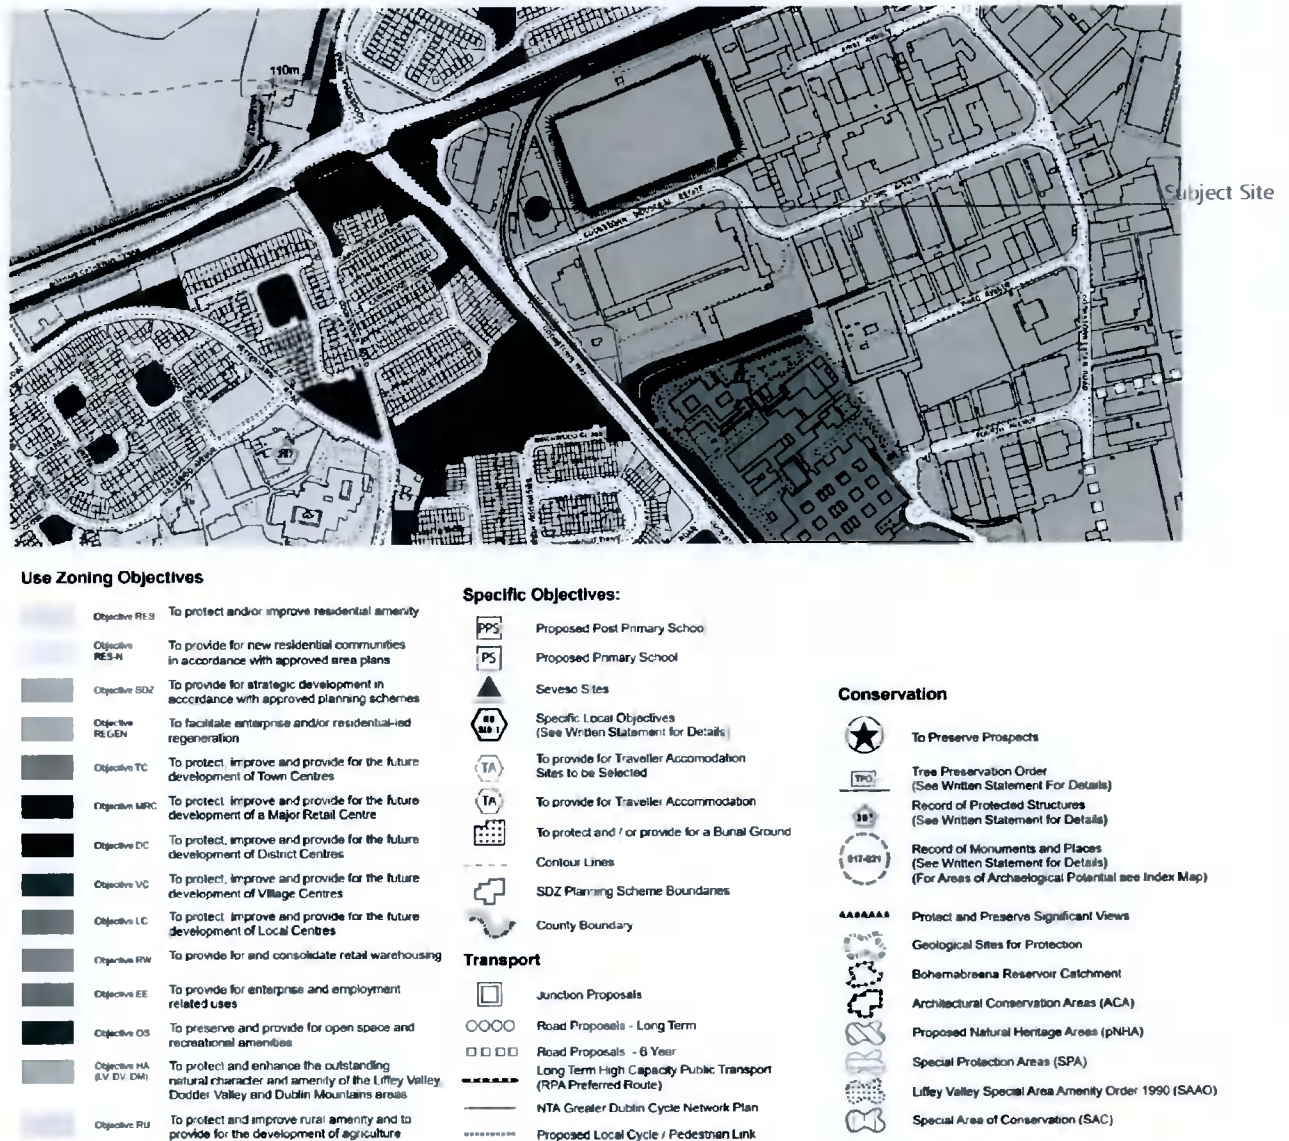 110m
Subject Site
FIRST AVENUE
SECOND AVENUE
COOKSTOWN INDUSTRIAL ESTATE
THIRD AVENUE
FOURTH AVENUE
Use Zoning Objectives
Objective RES To protect and/or improve residential amenity
Objective RES-N To provide for new residential communities
in accordance with approved area plans
Objective SDZ To provide for strategic development in
accordance with approved planning schemes
Objective REGEN To facilitate enterprise and/or residential-led
regeneration
Objective TC To protect, improve and provide for the future
development of Town Centres
Objective MRC To protect, improve and provide for the future
development of a Major Retail Centre
Objective DC To protect, improve and provide for the future
development of District Centres
Objective VC To protect, improve and provide for the future
development of Village Centres
Objective LC To protect, improve and provide for the future
development of Local Centres
Objective RW To provide for and consolidate retail warehousing
Objective EE To provide for enterprise and employment
related uses
Objective OS To preserve and provide for open space and
recreational amenities
Objective HA (LV, DV, DM) To protect and enhance the outstanding
natural character and amenity of the Liffey Valley
Dodder Valley and Dublin Mountains areas
Objective RU To protect and improve rural amenity and to
provide for the development of agriculture
Specific Objectives:
PPS Proposed Post Primary Schoo
PS Proposed Primary School
Seveso Sites
Specific Local Objectives
(See Written Statement for Details)
TA To provide for Traveller Accomodation
Sites to be Selected
TA To provide for Traveller Accommodation
To protect and / or provide for a Burial Ground
Contour Lines
SDZ Planning Scheme Boundaries
County Boundary
Transport
Junction Proposals
Road Proposals - Long Term
Road Proposals - 6 Year
Long Term High Capacity Public Transport
(RPA Preferred Route)
NTA Greater Dublin Cycle Network Plan
Proposed Local Cycle / Pedestrian Link
Conservation
To Preserve Prospects
TPO Tree Preservation Order
(See Written Statement For Details)
Record of Protected Structures
(See Written Statement for Details)
017-021 Record of Monuments and Places
(See Written Statement for Details)
(For Areas of Archaelogical Potential see Index Map)
Protect and Preserve Significant Views
Geological Sites for Protection
Bohernabreena Reservoir Catchment
Architectural Conservation Areas (ACA)
Proposed Natural Heritage Areas (pNHA)
Special Protection Areas (SPA)
Liffey Valley Special Area Amenity Order 1990 (SAAO)
Special Area of Conservation (SAC)